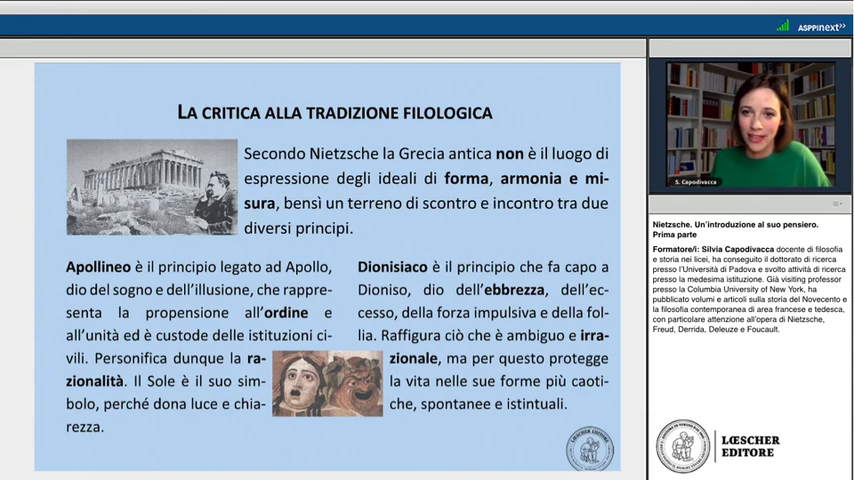 ASPPInext>>
LA CRITICA ALLA TRADIZIONE FILOLOGICA
Secondo Nietzsche la Grecia antica non è il luogo di
espressione degli ideali di forma, armonia e mi-
sura, bensì un terreno di scontro e incontro tra due
diversi principi.
Apollineo è il principio legato ad Apollo,
dio del sogno e dell'illusione, che rappre-
senta la propensione all'ordine e
all'unità ed è custode delle istituzioni ci-
vili. Personifica dunque la ra-
zionalità. Il Sole è il suo sim-
bolo, perché dona luce e chia-
rezza.
Dionisiaco è il principio che fa capo a
Dioniso, dio dell'ebbrezza, dell'ec-
cesso, della forza impulsiva e della fol-
lia. Raffigura ciò che è ambiguo e irra-
zionale, ma per questo protegge
la vita nelle sue forme più caoti-
che, spontanee e istintuali.
S. Capodivacca
Nietzsche. Un'introduzione al suo pensiero.
Prima parte
Formatore/i: Silvia Capodivacca docente di filosofia
e storia nei licei, ha conseguito il dottorato di ricerca
presso l'Università di Padova e svolto attività di ricerca
presso la medesima istituzione. Già visiting professor
presso la Columbia University of New York, ha
pubblicato volumi e articoli sulla storia del Novecento e
la filosofia contemporanea di area francese e tedesca,
con particolare attenzione all'opera di Nietzsche,
Freud, Derrida, Deleuze e Foucault.
LŒSCHER
EDITORE